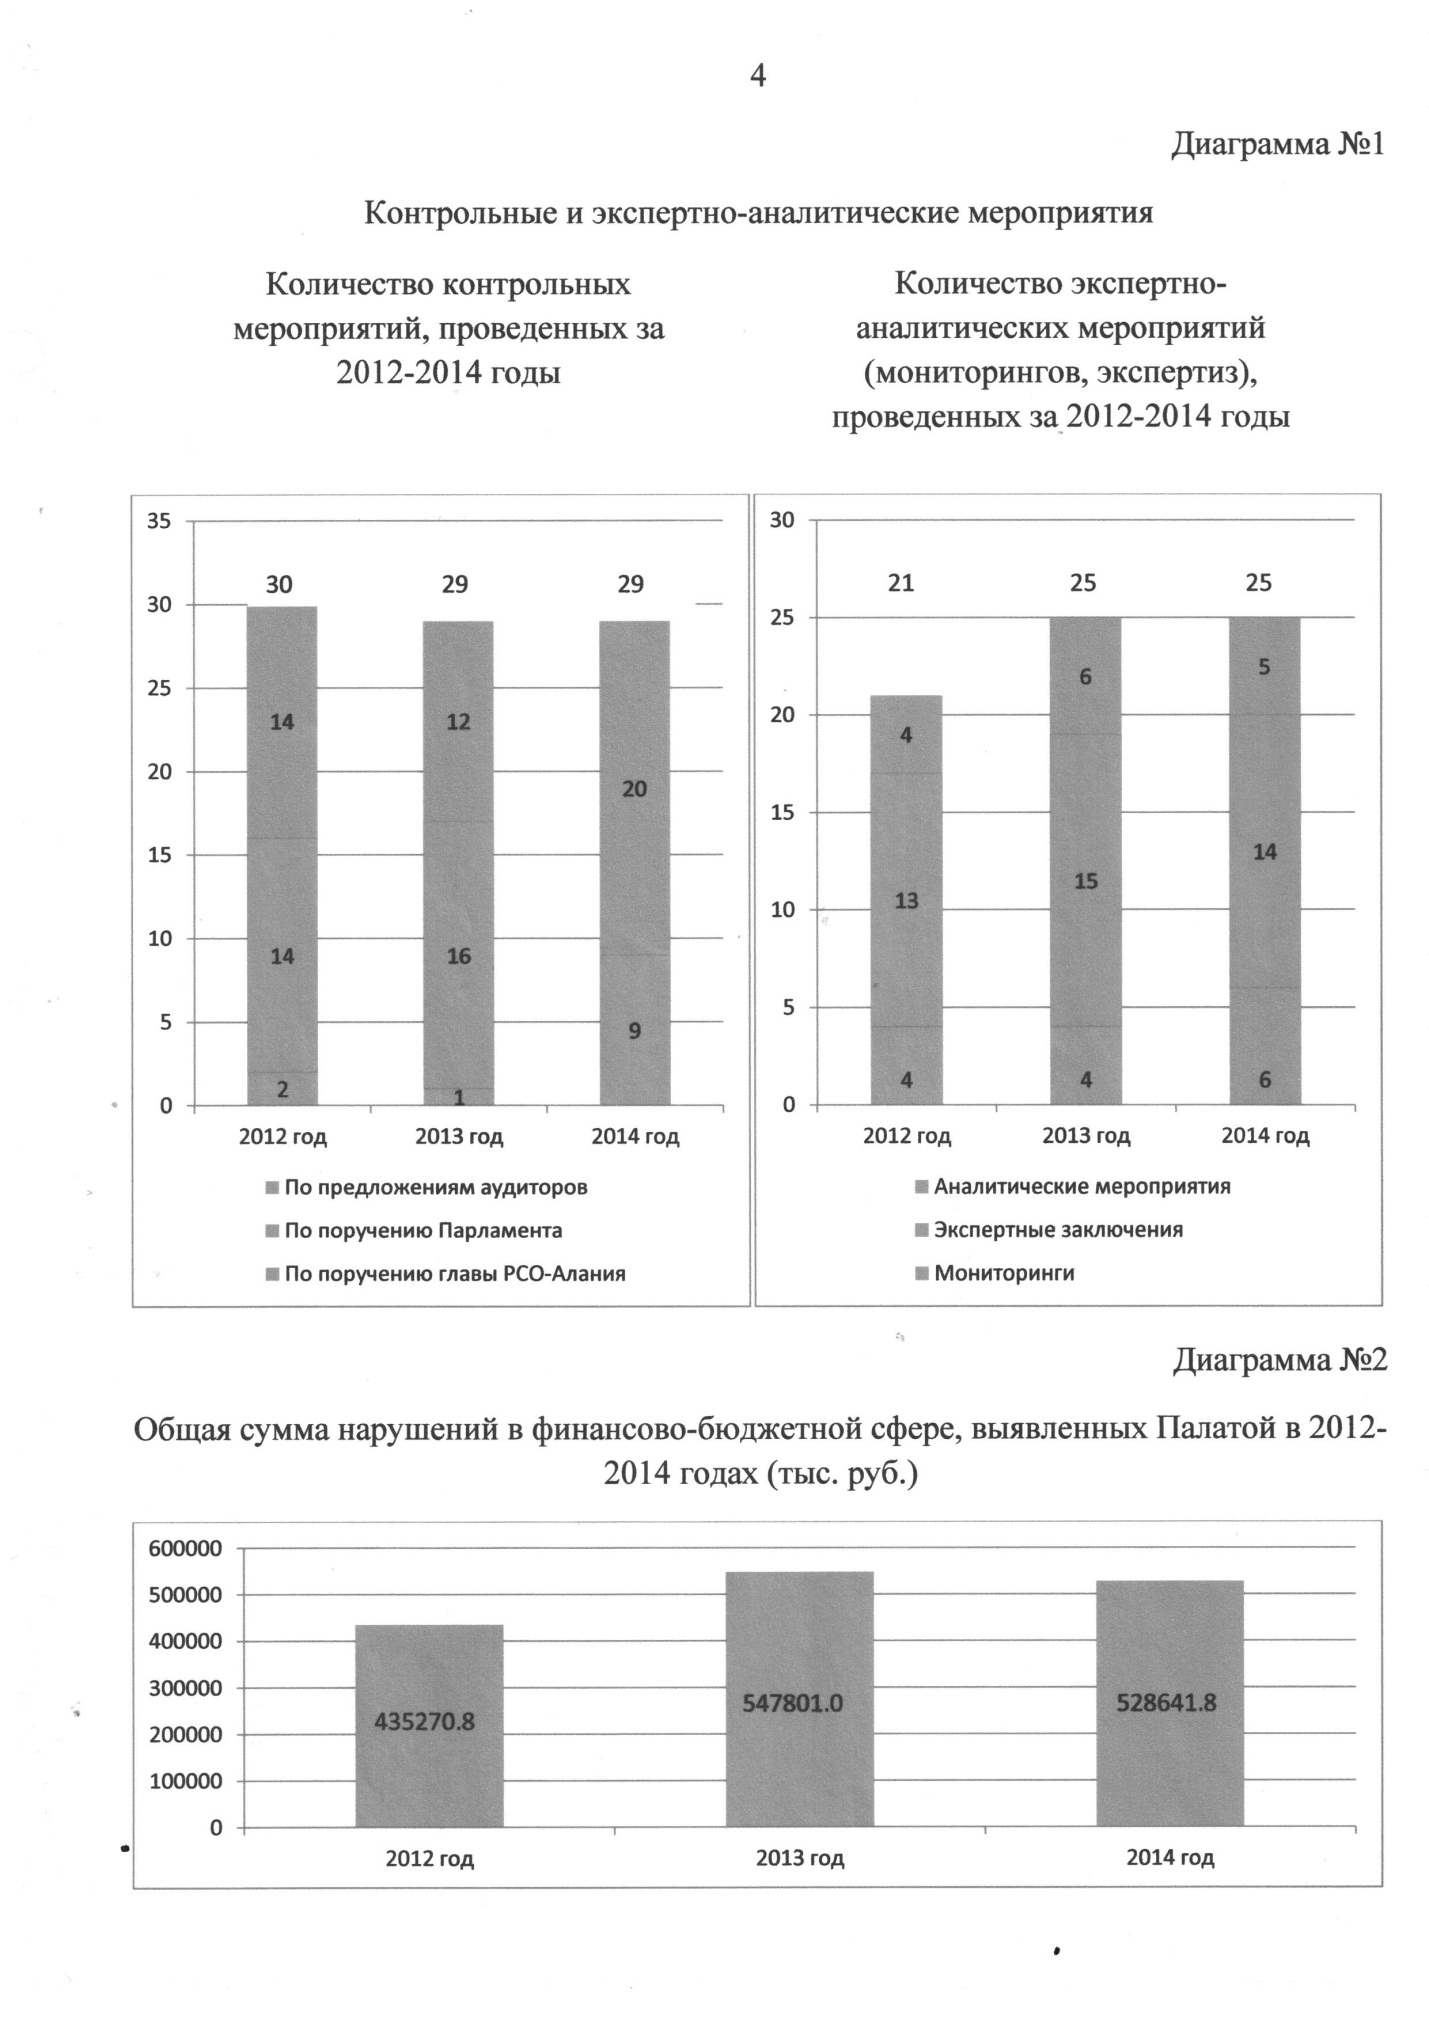 4
Диаграмма №1
Контрольные и экспертно-аналитические мероприятия
Количество контрольных
мероприятий, проведенных за
2012-2014 годы
Количество экспертно-
аналитических мероприятий
(мониторингов, экспертиз),
проведенных за 2012-2014 годы
35
30
25
20
15
10
5
0
30
29
29
14
12
20
14
16
9
2
1
2012 год
2013 год
2014 год
По предложениям аудиторов
По поручению Парламента
По поручению главы РСО-Алания
30
25
20
15
10
5
0
21
25
25
4
6
5
13
15
14
4
4
6
2012 год
2013 год
2014 год
Аналитические мероприятия
Экспертные заключения
Мониторинги
Диаграмма №2
Общая сумма нарушений в финансово-бюджетной сфере, выявленных Палатой в 2012-
2014 годах (тыс. руб.)
600000
500000
400000
300000
200000
100000
0
435270.8
547801.0
528641.8
2012 год
2013 год
2014 год